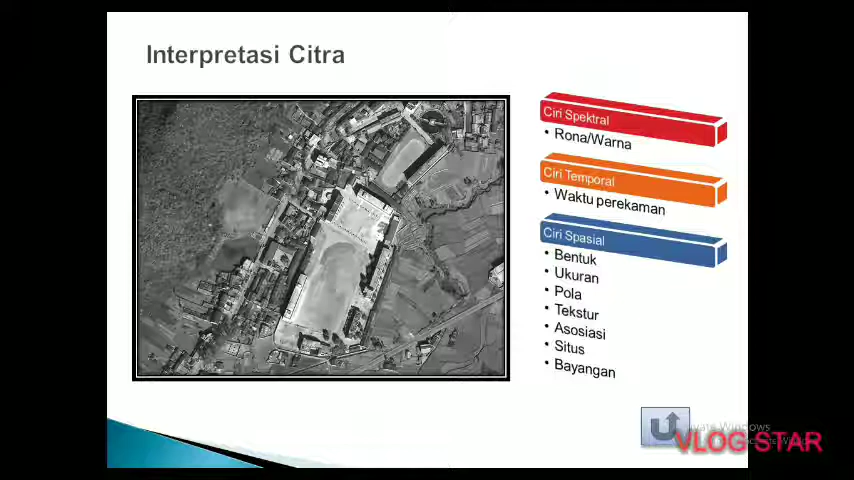 Interpretasi Citra
Ciri Spektral
• Rona/Warna
Ciri Temporal
• Waktu perekaman
Ciri Spasial
• Bentuk
• Ukuran
• Pola
• Tekstur
• Asosiasi
• Situs
• Bayangan
Windows
VLOG STAR